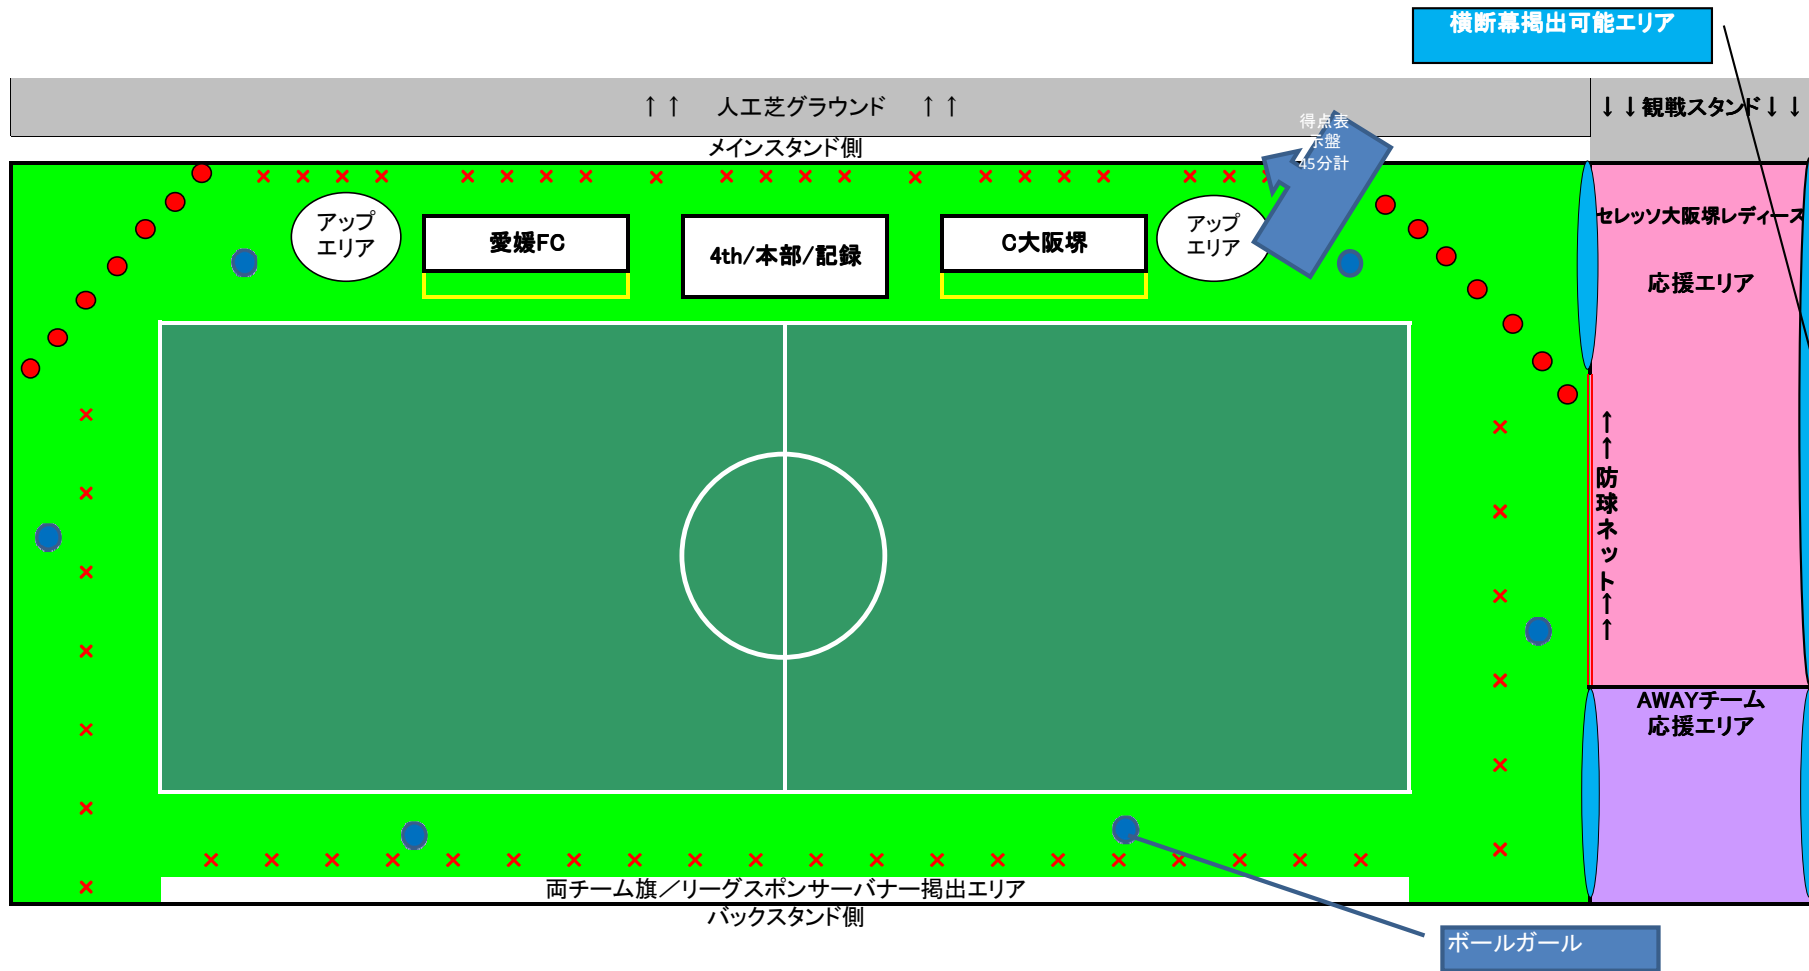 横断幕掲出可能エリア
↑ ↑　人工芝グラウンド　↑ ↑
↓ ↓ 観戦スタンド ↓ ↓
メインスタンド側
得点表
示盤
45分計
アップ
エリア
愛媛FC
4th/本部/記録
C大阪堺
アップ
エリア
セレッソ大阪堺レディース
応援エリア
↑↑防球ネット↑↑
AWAYチーム
応援エリア
両チーム旗／リーグスポンサーバナー掲出エリア
バックスタンド側
ボールガール